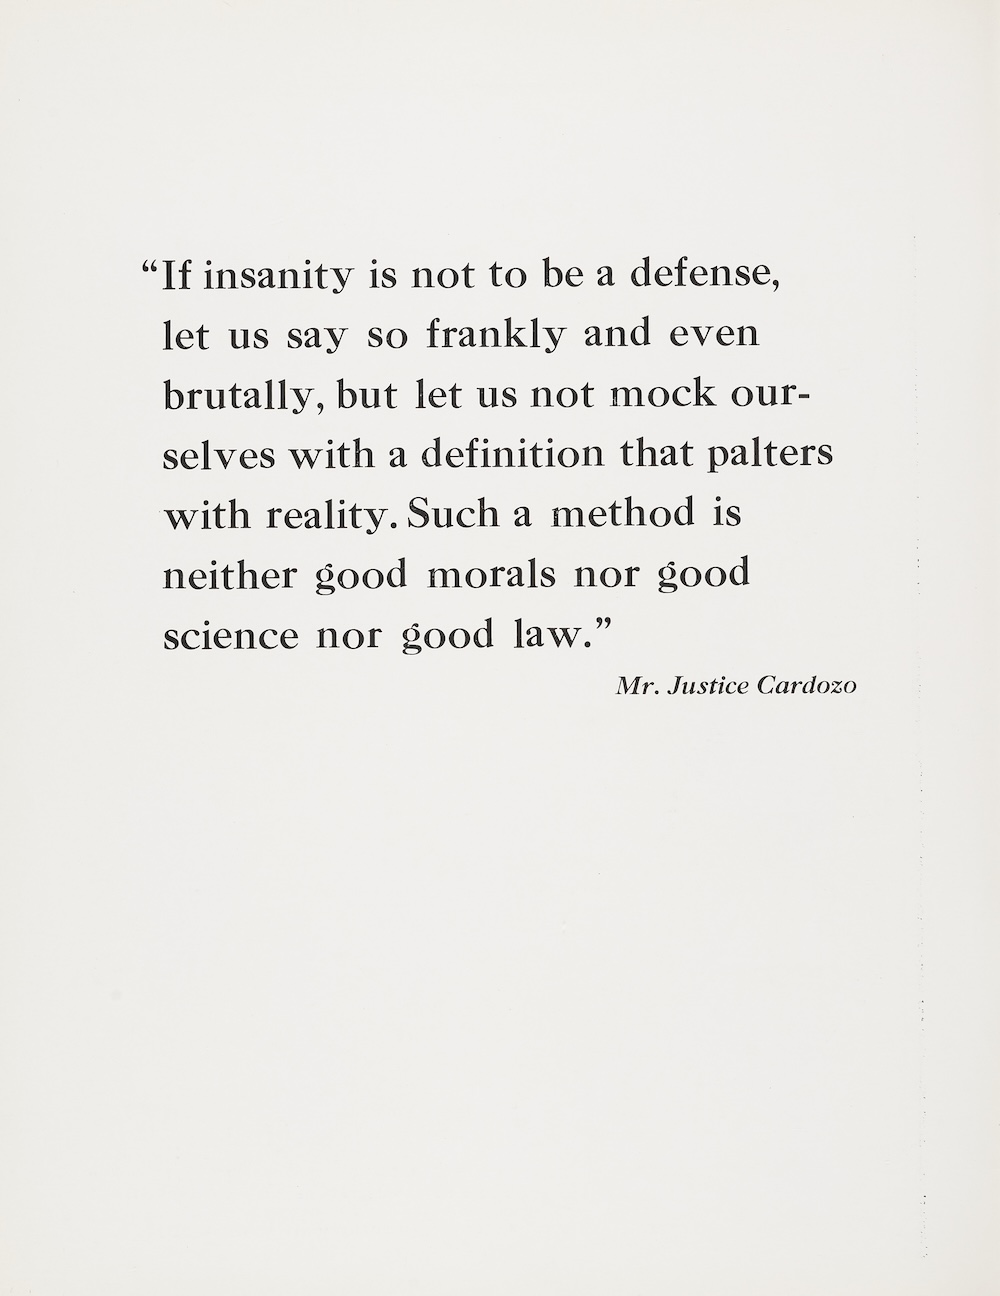 “If insanity is not to be a defense,
let us say so frankly and even
brutally, but let us not mock our-
selves with a definition that palters
with reality. Such a method is
neither good morals nor good
science nor good law.”
Mr. Justice Cardozo